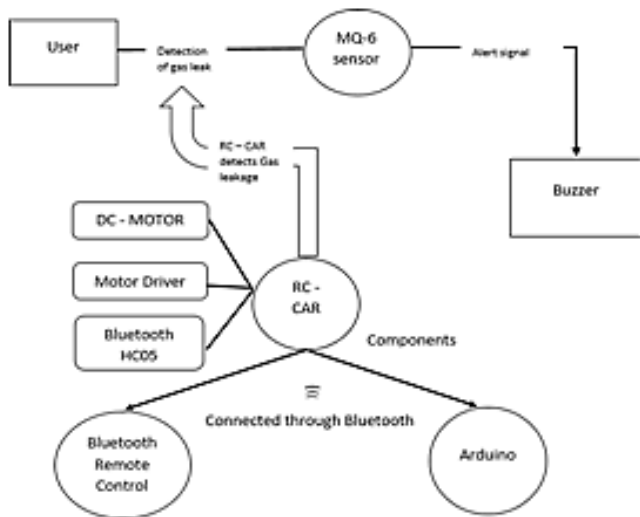 User
Detection
of gas leak
MQ-6
sensor
Alert signal
RC – CAR
detects Gas
leakage
Buzzer
DC - MOTOR
Motor Driver
Bluetooth
HC05
RC -
CAR
Components
Connected through Bluetooth
Bluetooth
Remote
Control
Arduino